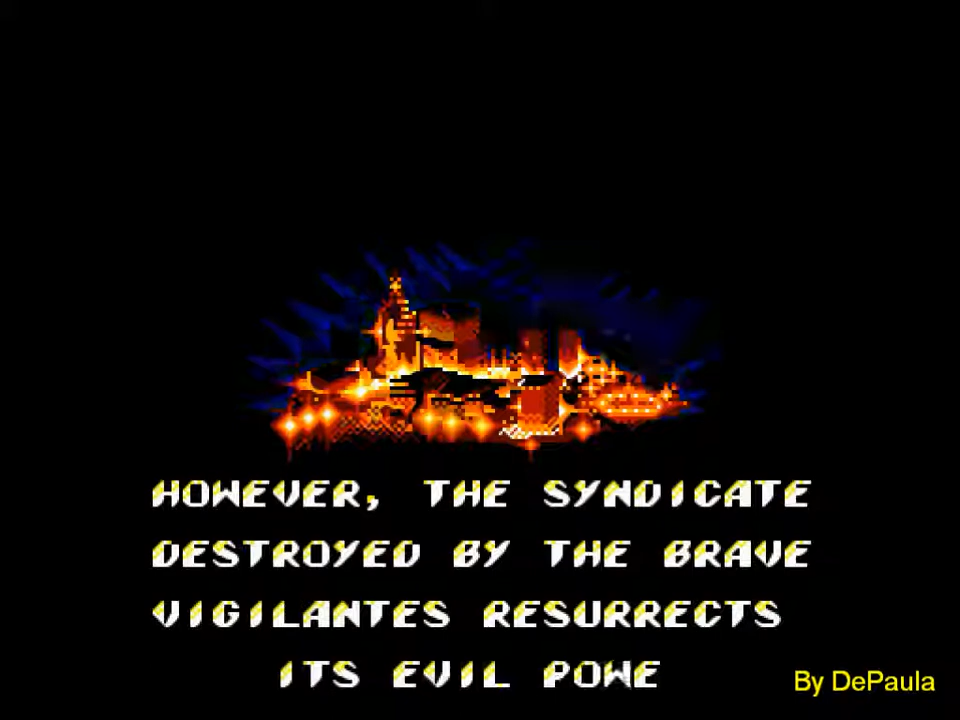 HOWEVER, THE SYNDICATE
DESTROYED BY THE BRAVE
VIGILANTES RESURRECTS
ITS EVIL POWE
By DePaula